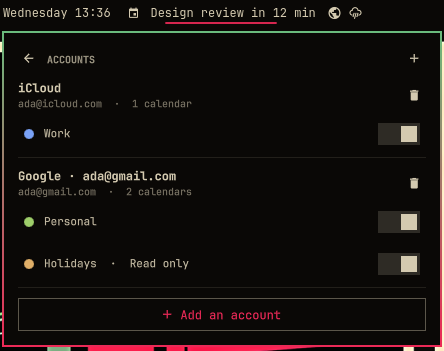 Wednesday 13:36 Design review in 12 min
ACCOUNTS
iCloud
ada@icloud.com · 1 calendar
Work
Google · ada@gmail.com
ada@gmail.com · 2 calendars
Personal
Holidays · Read only
+ Add an account